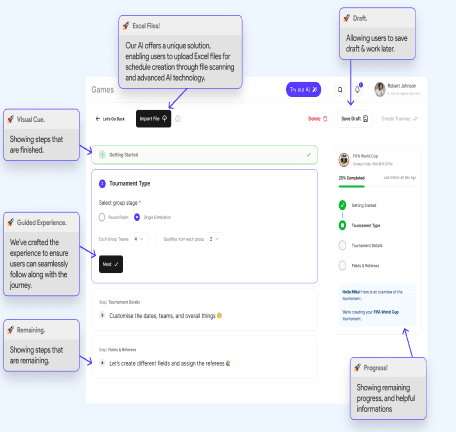 🚀 Excel Files!
Our AI offers a unique solution,
enabling users to upload Excel files for
schedule creation through file scanning
and advanced AI technology.
🚀 Draft.
Allowing users to save
draft & work later.
Games
Try our AI
Robert Johnson
Let's Go Back
Import File
Delete
Save Draft
Create Tourney
🚀 Visual Cue.
Showing steps that
are finished.
Getting Started
FIFA World Cup
25% Completed
Tournament Type
Select group stage *
Round Robin
Single Elimination
Each Group Teams 4
Qualifies from each group 2
Next
Getting Started
Tournament Type
Tournament Details
Fields & Referees
🚀 Guided Experience.
We've crafted the
experience to ensure
users can seamlessly
follow along with the
journey.
Hello Mike! Here is an overview of the
tournament.
We're creating your FIFA World Cup
tournament.
Step: Tournament Details
Customise the dates, teams, and overall things
🚀 Remaining.
Showing steps that
are remaining.
Step: Fields & Referees
4 Let's create different fields and assign the referees
🚀 Progress!
Showing remaining
progress, and helpful
informations